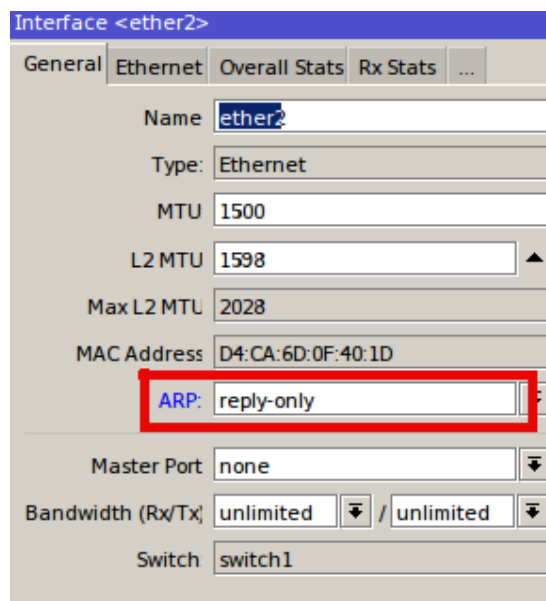 Interface <ether2>
General Ethernet Overall Stats Rx Stats ...
Name ether2
Type: Ethernet
MTU 1500
L2 MTU 1598
Max L2 MTU 2028
MAC Address D4:CA:6D:0F:40:1D
ARP: reply-only
Master Port none
Bandwidth (Rx/Tx) unlimited / unlimited
Switch switch1